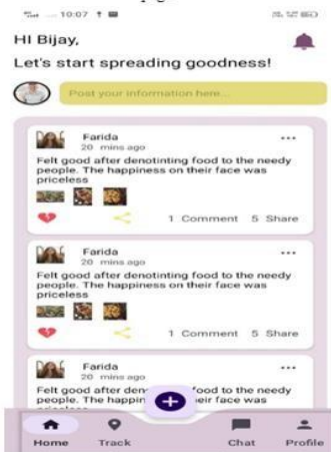 10:07
HI Bijay,
Let's start spreading goodness!
Post your information here...
Farida
20 mins ago
Felt good after denotinting food to the needy
people. The happiness on their face was
priceless
1 Comment 5 Share
Farida
20 mins ago
Felt good after denotinting food to the needy
people. The happiness on their face was
priceless
1 Comment 5 Share
Farida
20 mins ago
Felt good after den food to the needy
people. The happiness on their face was
Home Track Chat Profile